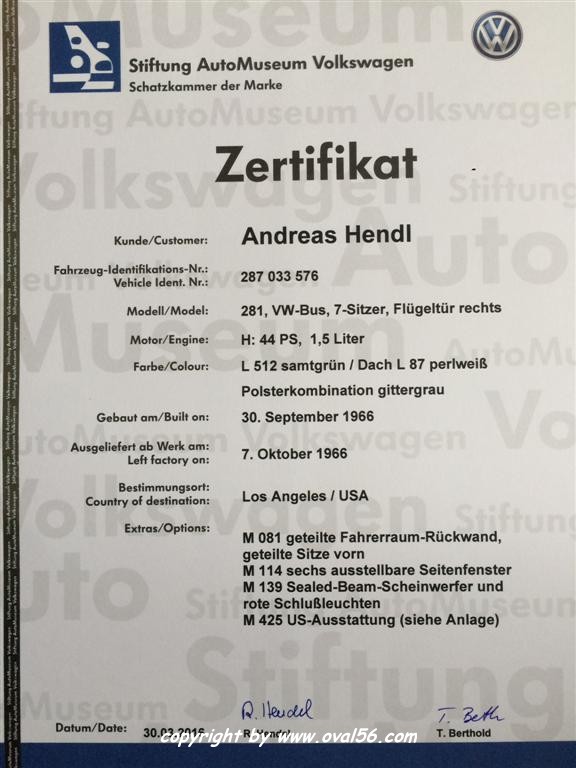 Stiftung AutoMuseum Volkswagen
Schatzkammer der Marke
Zertifikat
Kunde/Customer: Andreas Hendl
Fahrzeug-Identifikations-Nr.:
Vehicle Ident. Nr.: 287 033 576
Modell/Model: 281, VW-Bus, 7-Sitzer, Flügeltür rechts
Motor/Engine: H: 44 PS, 1,5 Liter
Farbe/Colour: L 512 samtgrün / Dach L 87 perlweiß
Polsterkombination gittergrau
Gebaut am/Built on: 30. September 1966
Ausgeliefert ab Werk am:
Left factory on: 7. Oktober 1966
Bestimmungsort:
Country of destination: Los Angeles / USA
Extras/Options: M 081 geteilte Fahrerraum-Rückwand,
geteilte Sitze vorn
M 114 sechs ausstellbare Seitenfenster
M 139 Sealed-Beam-Scheinwerfer und
rote Schlußleuchten
M 425 US-Ausstattung (siehe Anlage)
Datum/Date: T. Berthold
copyright by www.oval56.com